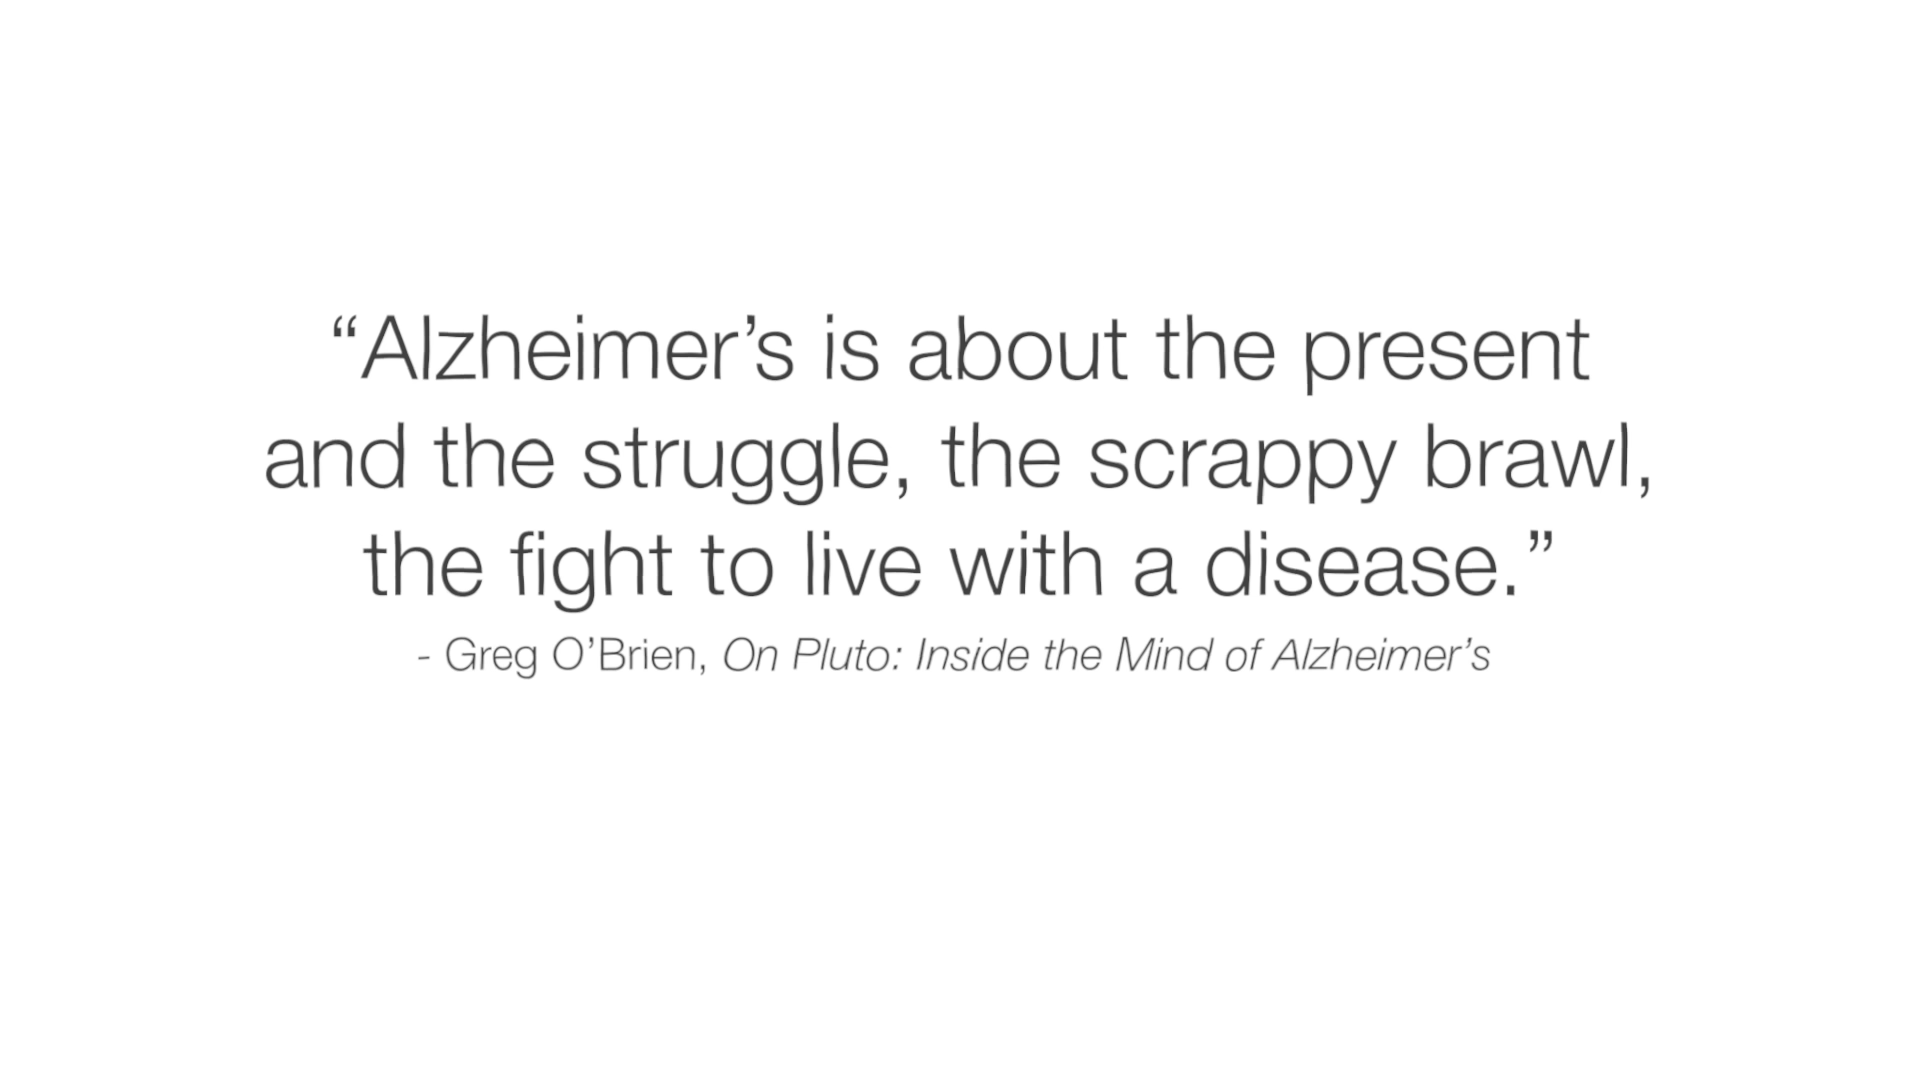 “Alzheimer’s is about the present
and the struggle, the scrappy brawl,
the fight to live with a disease.”
- Greg O’Brien, On Pluto: Inside the Mind of Alzheimer’s